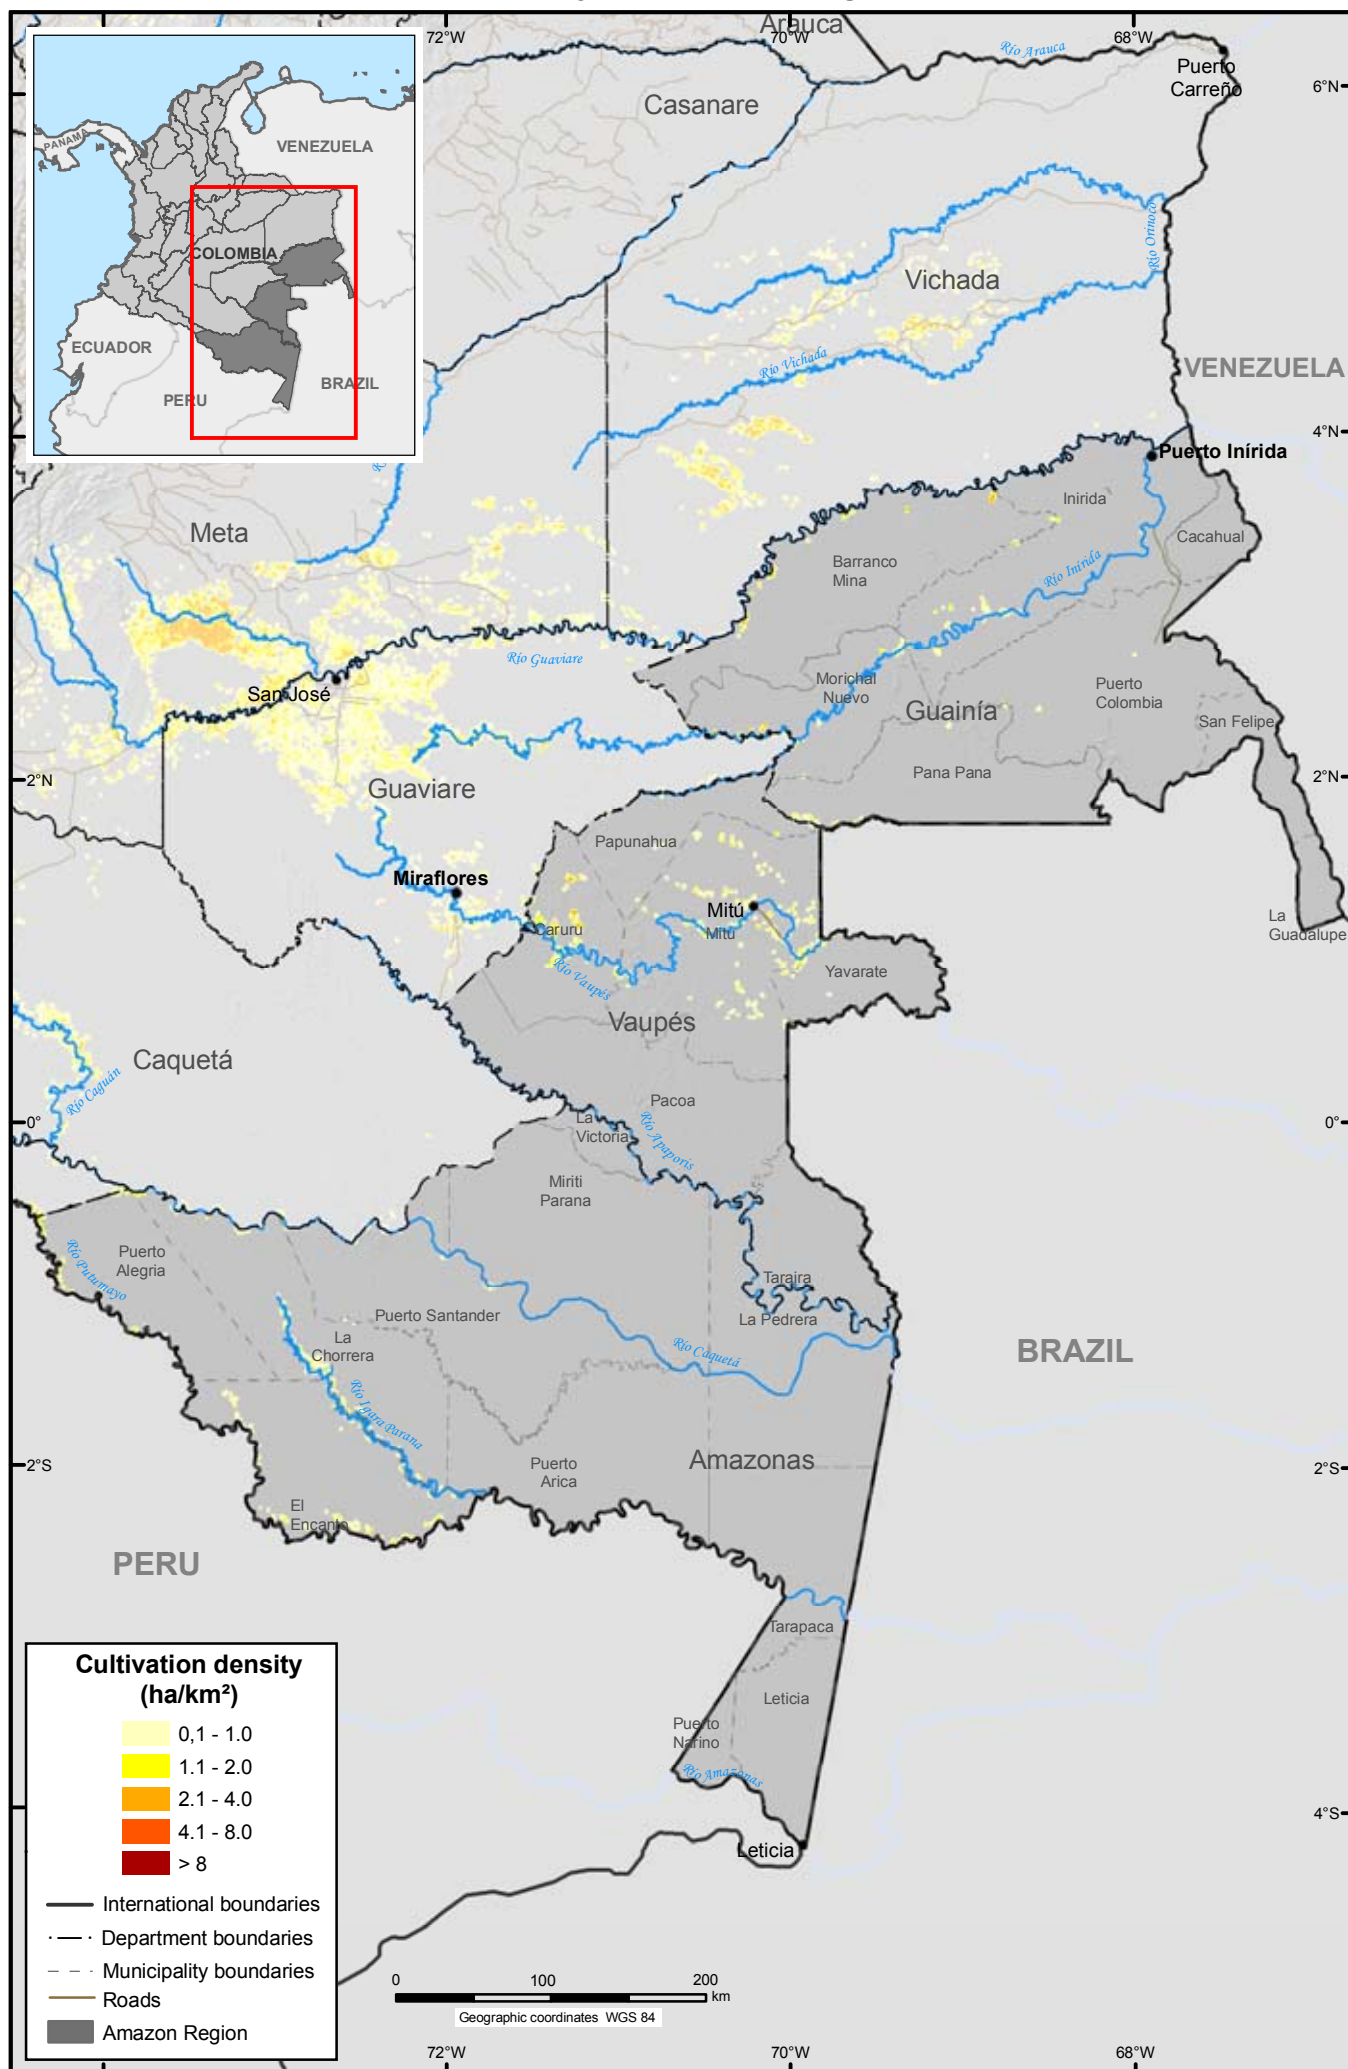 Arauca
72°W
70°W
68°W
Río Arauca
Puerto
Carreño
6°N
Casanare
PANAMA
VENEZUELA
COLOMBIA
ECUADOR
PERU
BRAZIL
Río Orinoco
Vichada
Río Vichada
VENEZUELA
4°N
Puerto Inírida
Inirida
Cacahual
Meta
Barranco
Mina
Río Inirida
Río Guaviare
San José
Morichal
Nuevo
Guainía
Puerto
Colombia
San Felipe
2°N
Guaviare
Pana Pana
2°N
Papunahua
Miraflores
Mitú
Caruru
Mitu
La
Guadalupe
Yavarate
Río Vaupés
Vaupés
Caquetá
Río Caguán
Pacoa
0°
La
Victoria
Río Apaporis
0°
Miriti
Parana
Puerto
Alegria
Río Putumayo
Taraira
Puerto Santander
La Pedrera
La
Chorrera
Río Caquetá
BRAZIL
Río Igara Parana
2°S
Puerto
Arica
Amazonas
2°S
El
Encanto
PERU
Tarapaca
Leticia
Puerto
Narino
Río Amazonas
4°S
Leticia
Cultivation density
(ha/km²)
0,1 - 1.0
1.1 - 2.0
2.1 - 4.0
4.1 - 8.0
> 8
International boundaries
Department boundaries
Municipality boundaries
Roads
Amazon Region
0 100 200
km
Geographic coordinates WGS 84
72°W
70°W
68°W